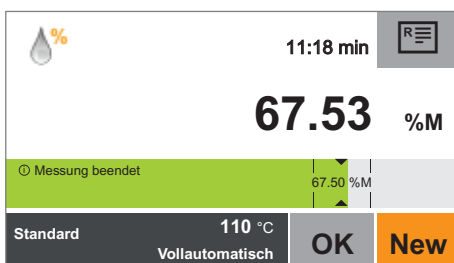 %
11:18 min
R
67.53 %M
ⓘ Messung beendet
67.50 %M
Standard
110 °C
Vollautomatisch
OK
New